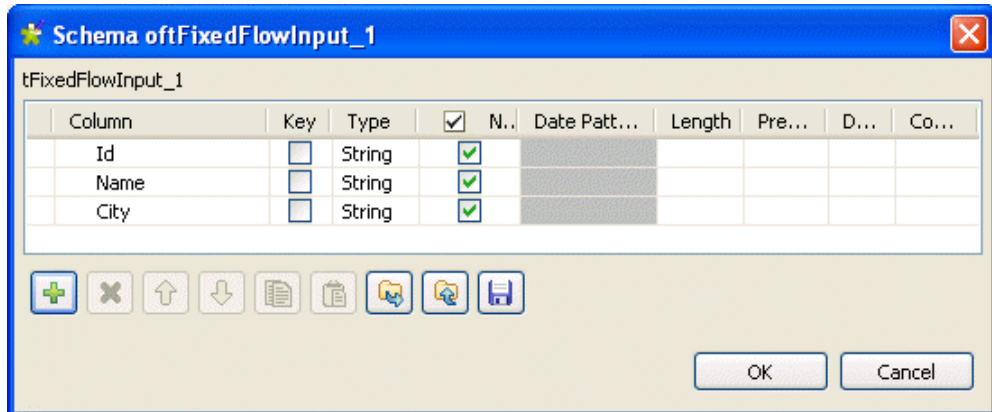 Schema oftFixedFlowInput_1
tFixedFlowInput_1
Column Key Type N.. Date Patt... Length Pre... D... Co...
Id String
Name String
City String
OK Cancel